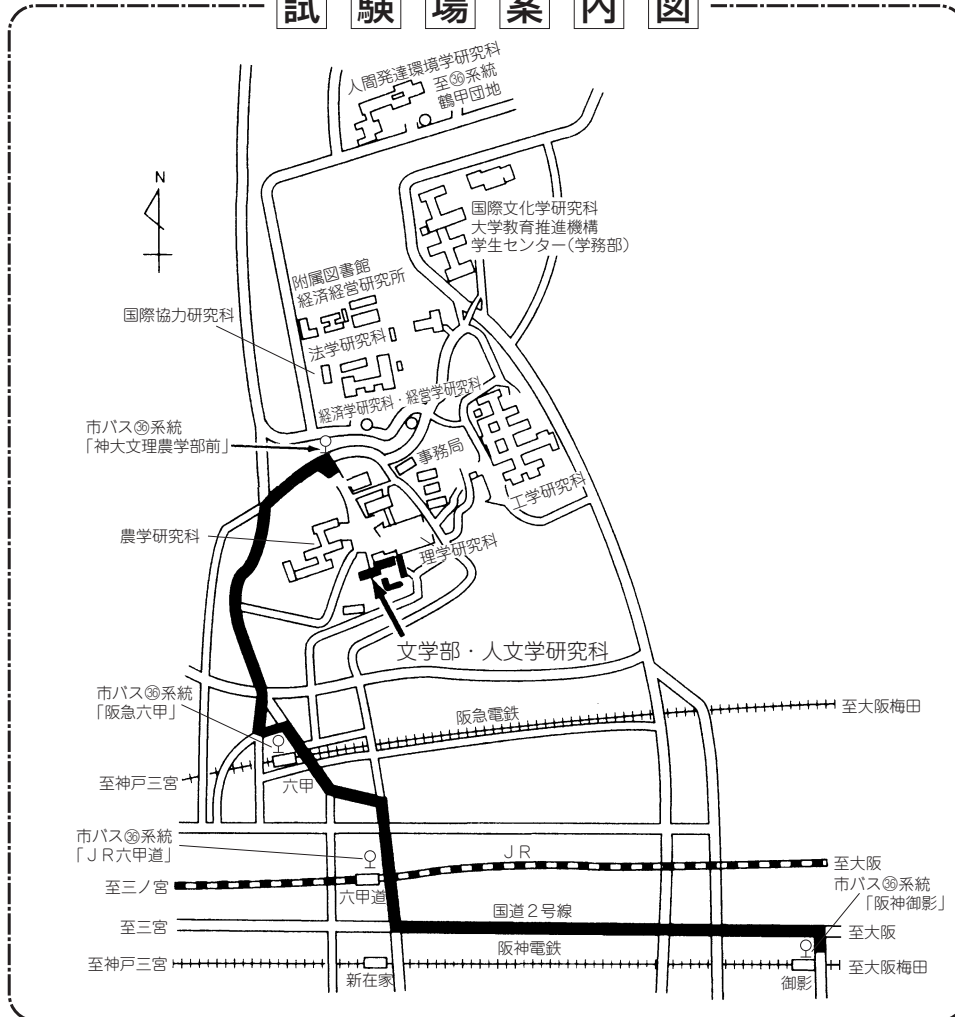 試験場案内図
人間発達環境学研究科
至㊱系統
鶴甲団地
N
国際文化学研究科
大学教育推進機構
学生センター(学務部)
附属図書館
経済経営研究所
国際協力研究科
法学研究科
経済学研究科・経営学研究科
市バス㊱系統
「神大文理農学部前」
事務局
工学研究科
農学研究科
理学研究科
文学部・人文学研究科
市バス㊱系統
「阪急六甲」
阪急電鉄
至大阪梅田
至神戸三宮
六甲
市バス㊱系統
「JR六甲道」
JR
至大阪
至三ノ宮
六甲道
市バス㊱系統
「阪神御影」
国道2号線
至三宮
至大阪
阪神電鉄
至神戸三宮
至大阪梅田
新在家
御影